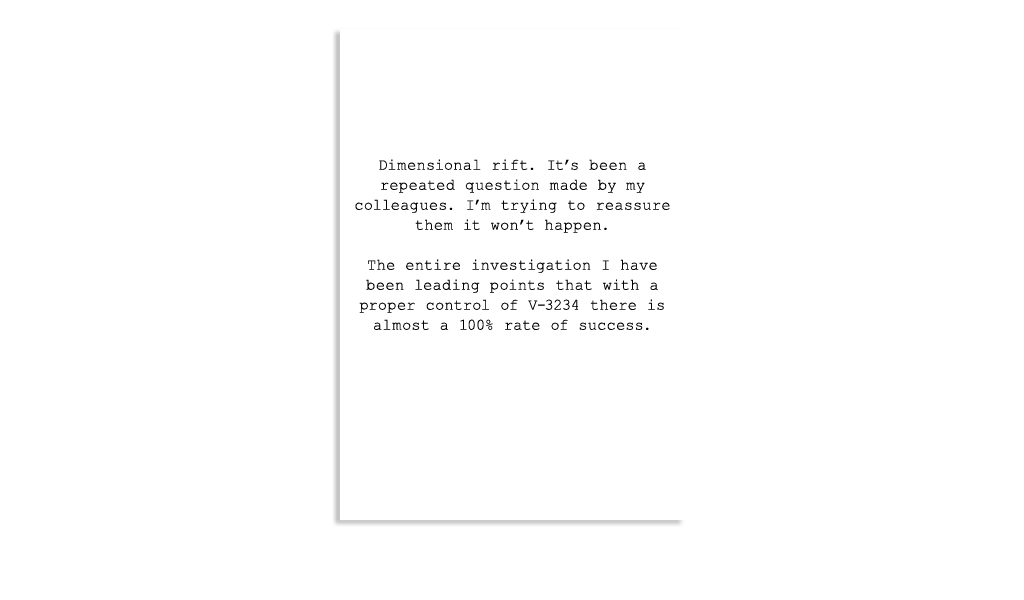 Dimensional rift. It's been a
repeated question made by my
colleagues. I'm trying to reassure
them it won't happen.
The entire investigation I have
been leading points that with a
proper control of V-3234 there is
almost a 100% rate of success.